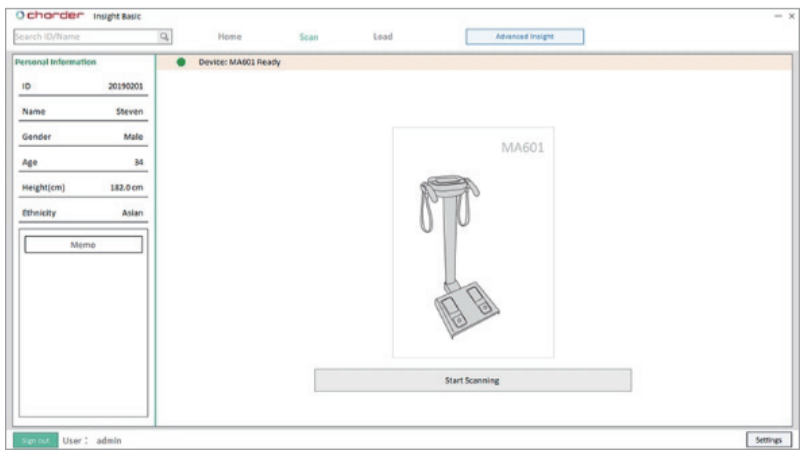 chorder Insight Basic
Search ID/Name
Home
Scan
Load
Advanced Insight
Personal Information
Device: MA601 Ready
ID 20190201
Name Steven
Gender Male
Age 34
Height(cm) 182.0 cm
Ethnicity Asian
Memo
MA601
Start Scanning
Sign out
User : admin
Settings